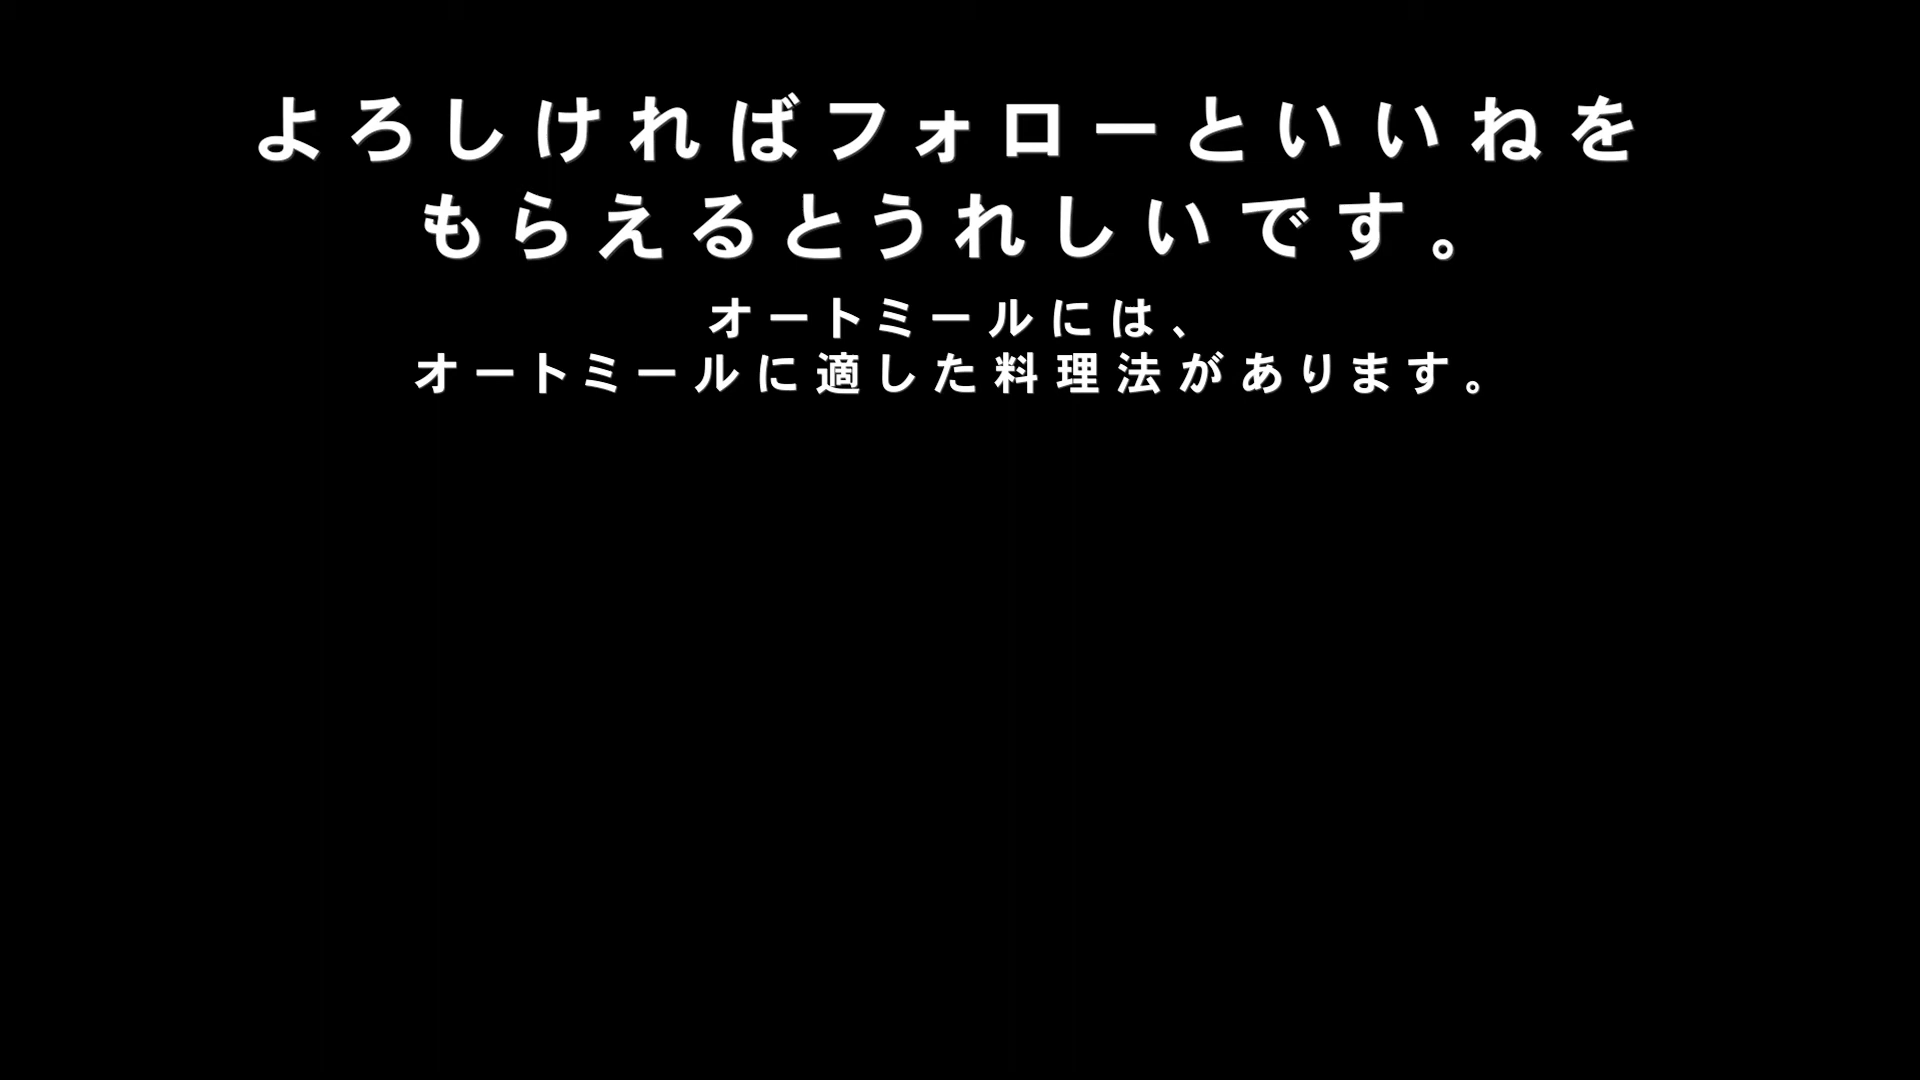 よろしければフォローといいねを
もらえるとうれしいです。
オートミールには、
オートミールに適した料理法があります。